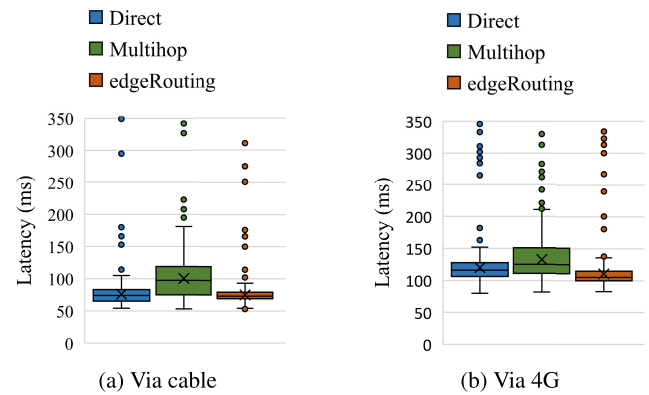 Direct
Multihop
edgeRouting
Latency (ms)
350
300
250
200
150
100
50
0
(a) Via cable
Direct
Multihop
edgeRouting
Latency (ms)
350
300
250
200
150
100
50
0
(b) Via 4G